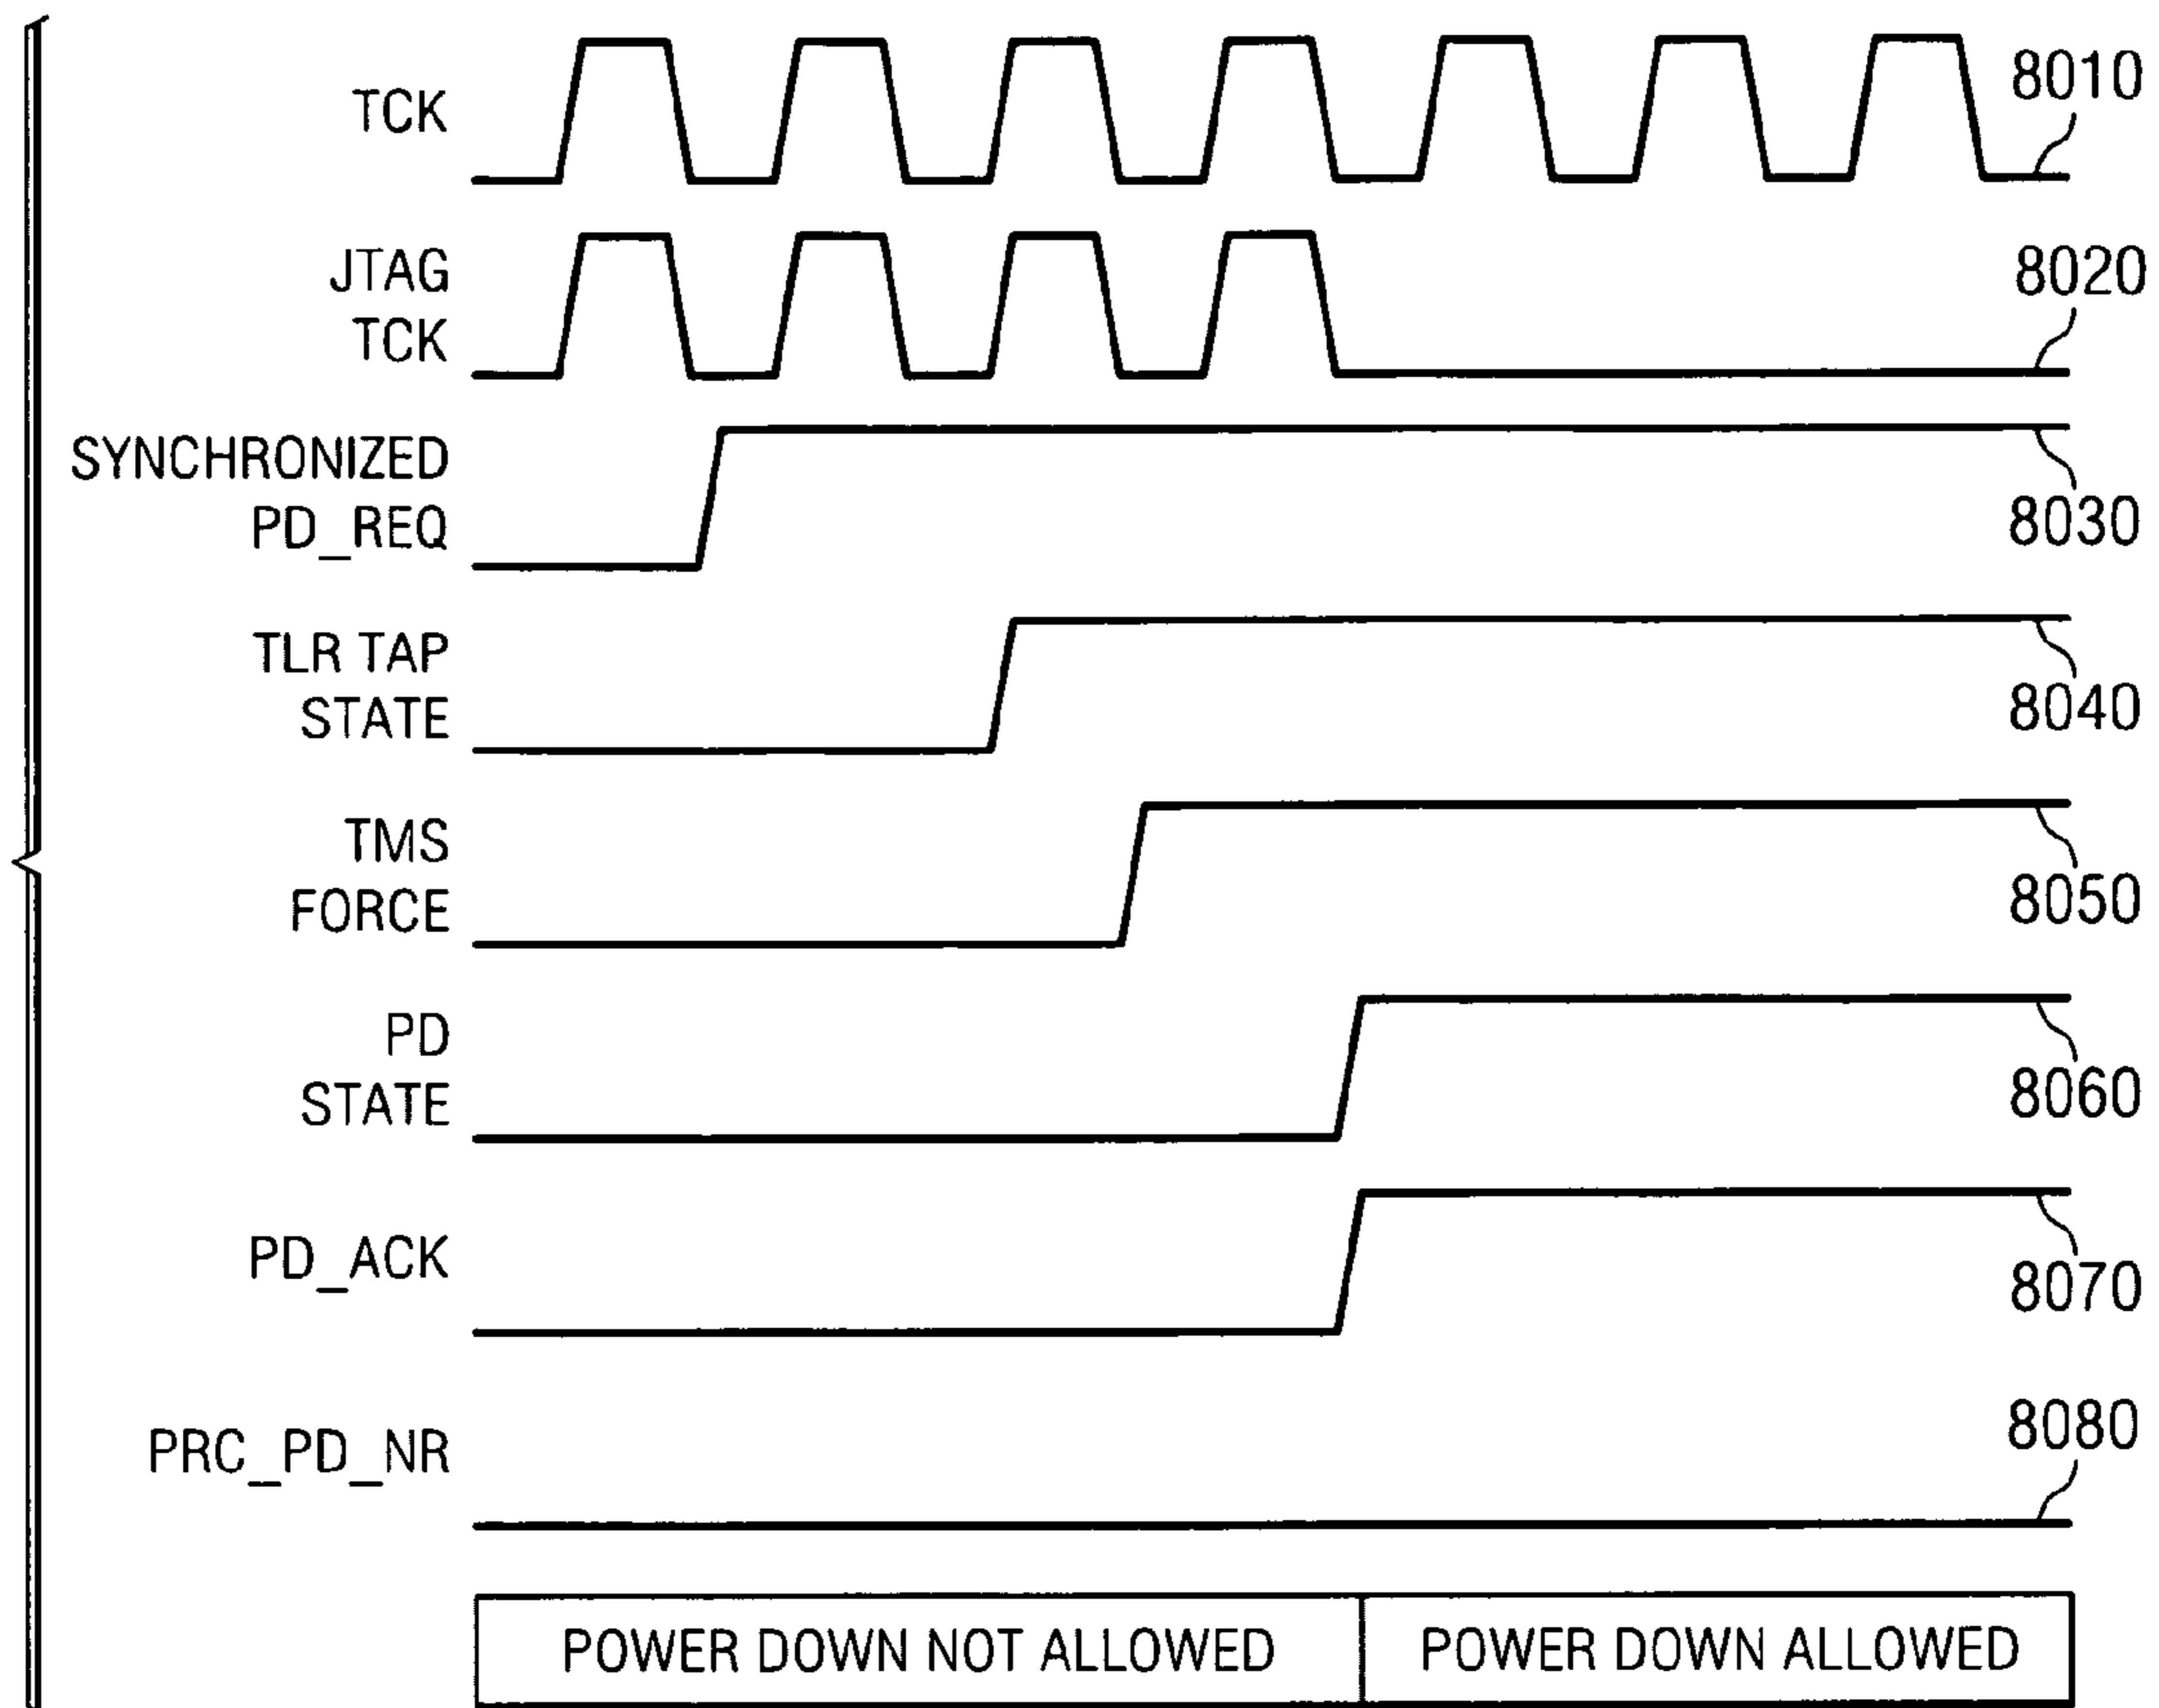 TCK
8010
JTAG
TCK
8020
SYNCHRONIZED
PD_REQ
8030
TLR TAP
STATE
8040
TMS
FORCE
8050
PD
STATE
8060
PD_ACK
8070
PRC_PD_NR
8080
POWER DOWN NOT ALLOWED
POWER DOWN ALLOWED